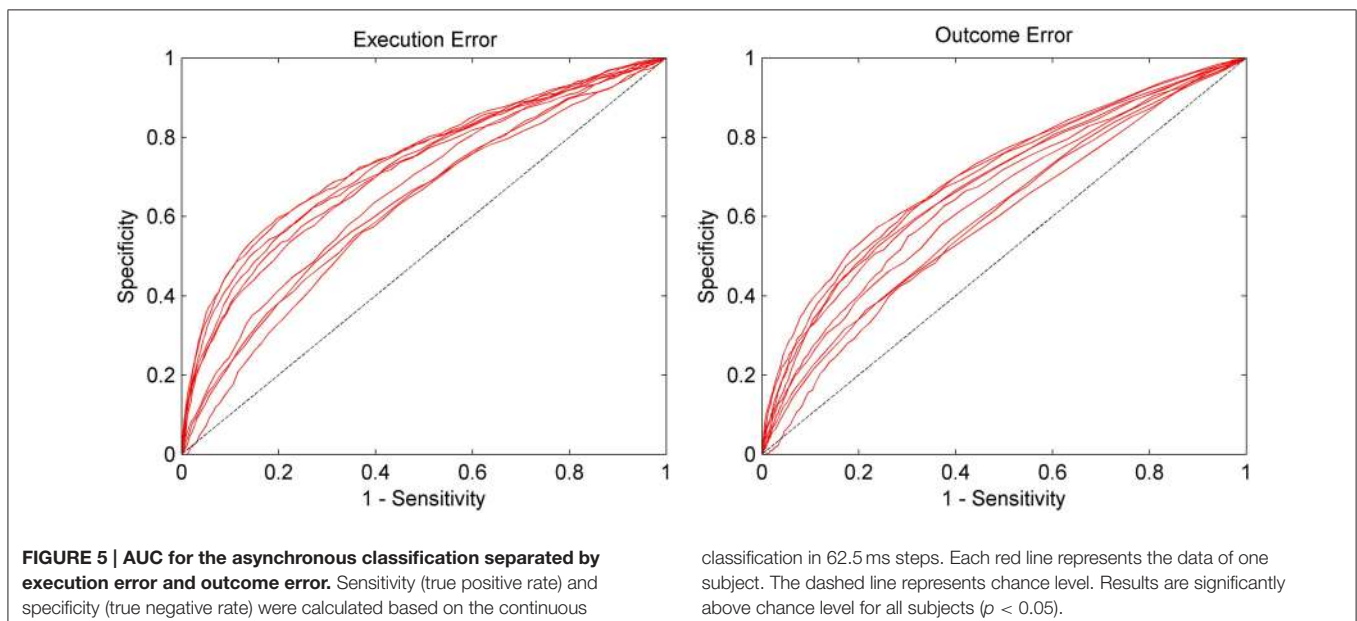 Execution Error
1
0.8
0.6
0.4
0.2
0
Specificity
0
0.2
0.4
0.6
0.8
1
1 - Sensitivity
Outcome Error
1
0.8
0.6
0.4
0.2
0
Specificity
0
0.2
0.4
0.6
0.8
1
1 - Sensitivity
FIGURE 5 | AUC for the asynchronous classification separated by
execution error and outcome error. Sensitivity (true positive rate) and
specificity (true negative rate) were calculated based on the continuous
classification in 62.5 ms steps. Each red line represents the data of one
subject. The dashed line represents chance level. Results are significantly
above chance level for all subjects (p < 0.05).